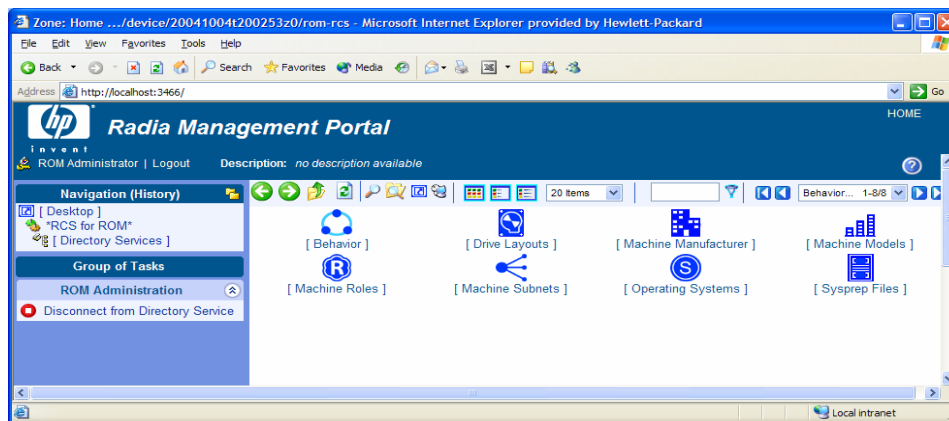 Zone: Home .../device/20041004t200253z0/rom-rcs - Microsoft Internet Explorer provided by Hewlett-Packard
File Edit View Favorites Tools Help
Back Search Favorites Media
Address http://localhost:3466/ Go
hp Radia Management Portal HOME
invent
ROM Administrator | Logout Description: no description available
Navigation (History) 20 Items Behavior... 1-8/8
[ Desktop ]
*RCS for ROM*
[ Directory Services ]
Group of Tasks
ROM Administration
Disconnect from Directory Service
[ Behavior ] [ Drive Layouts ] [ Machine Manufacturer ] [ Machine Models ]
R S
[ Machine Roles ] [ Machine Subnets ] [ Operating Systems ] [ Sysprep Files ]
Local intranet